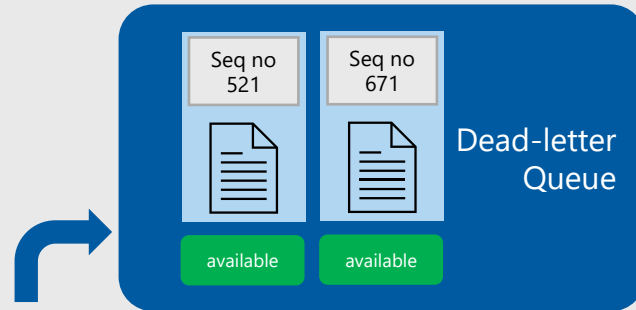 Seq no
521
Seq no
671
Dead-letter
Queue
available
available